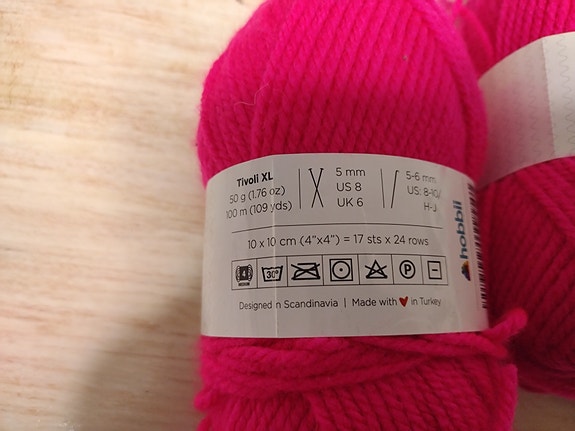 Tivoli XL
50 g (1.76 oz)
100 m (109 yds)
5 mm
US 8
UK 6
5-6 mm
US: 8-10/
H-J
10 x 10 cm (4"x4") = 17 sts x 24 rows
4
30°
P
Designed in Scandinavia | Made with ❤ in Turkey
hobbii